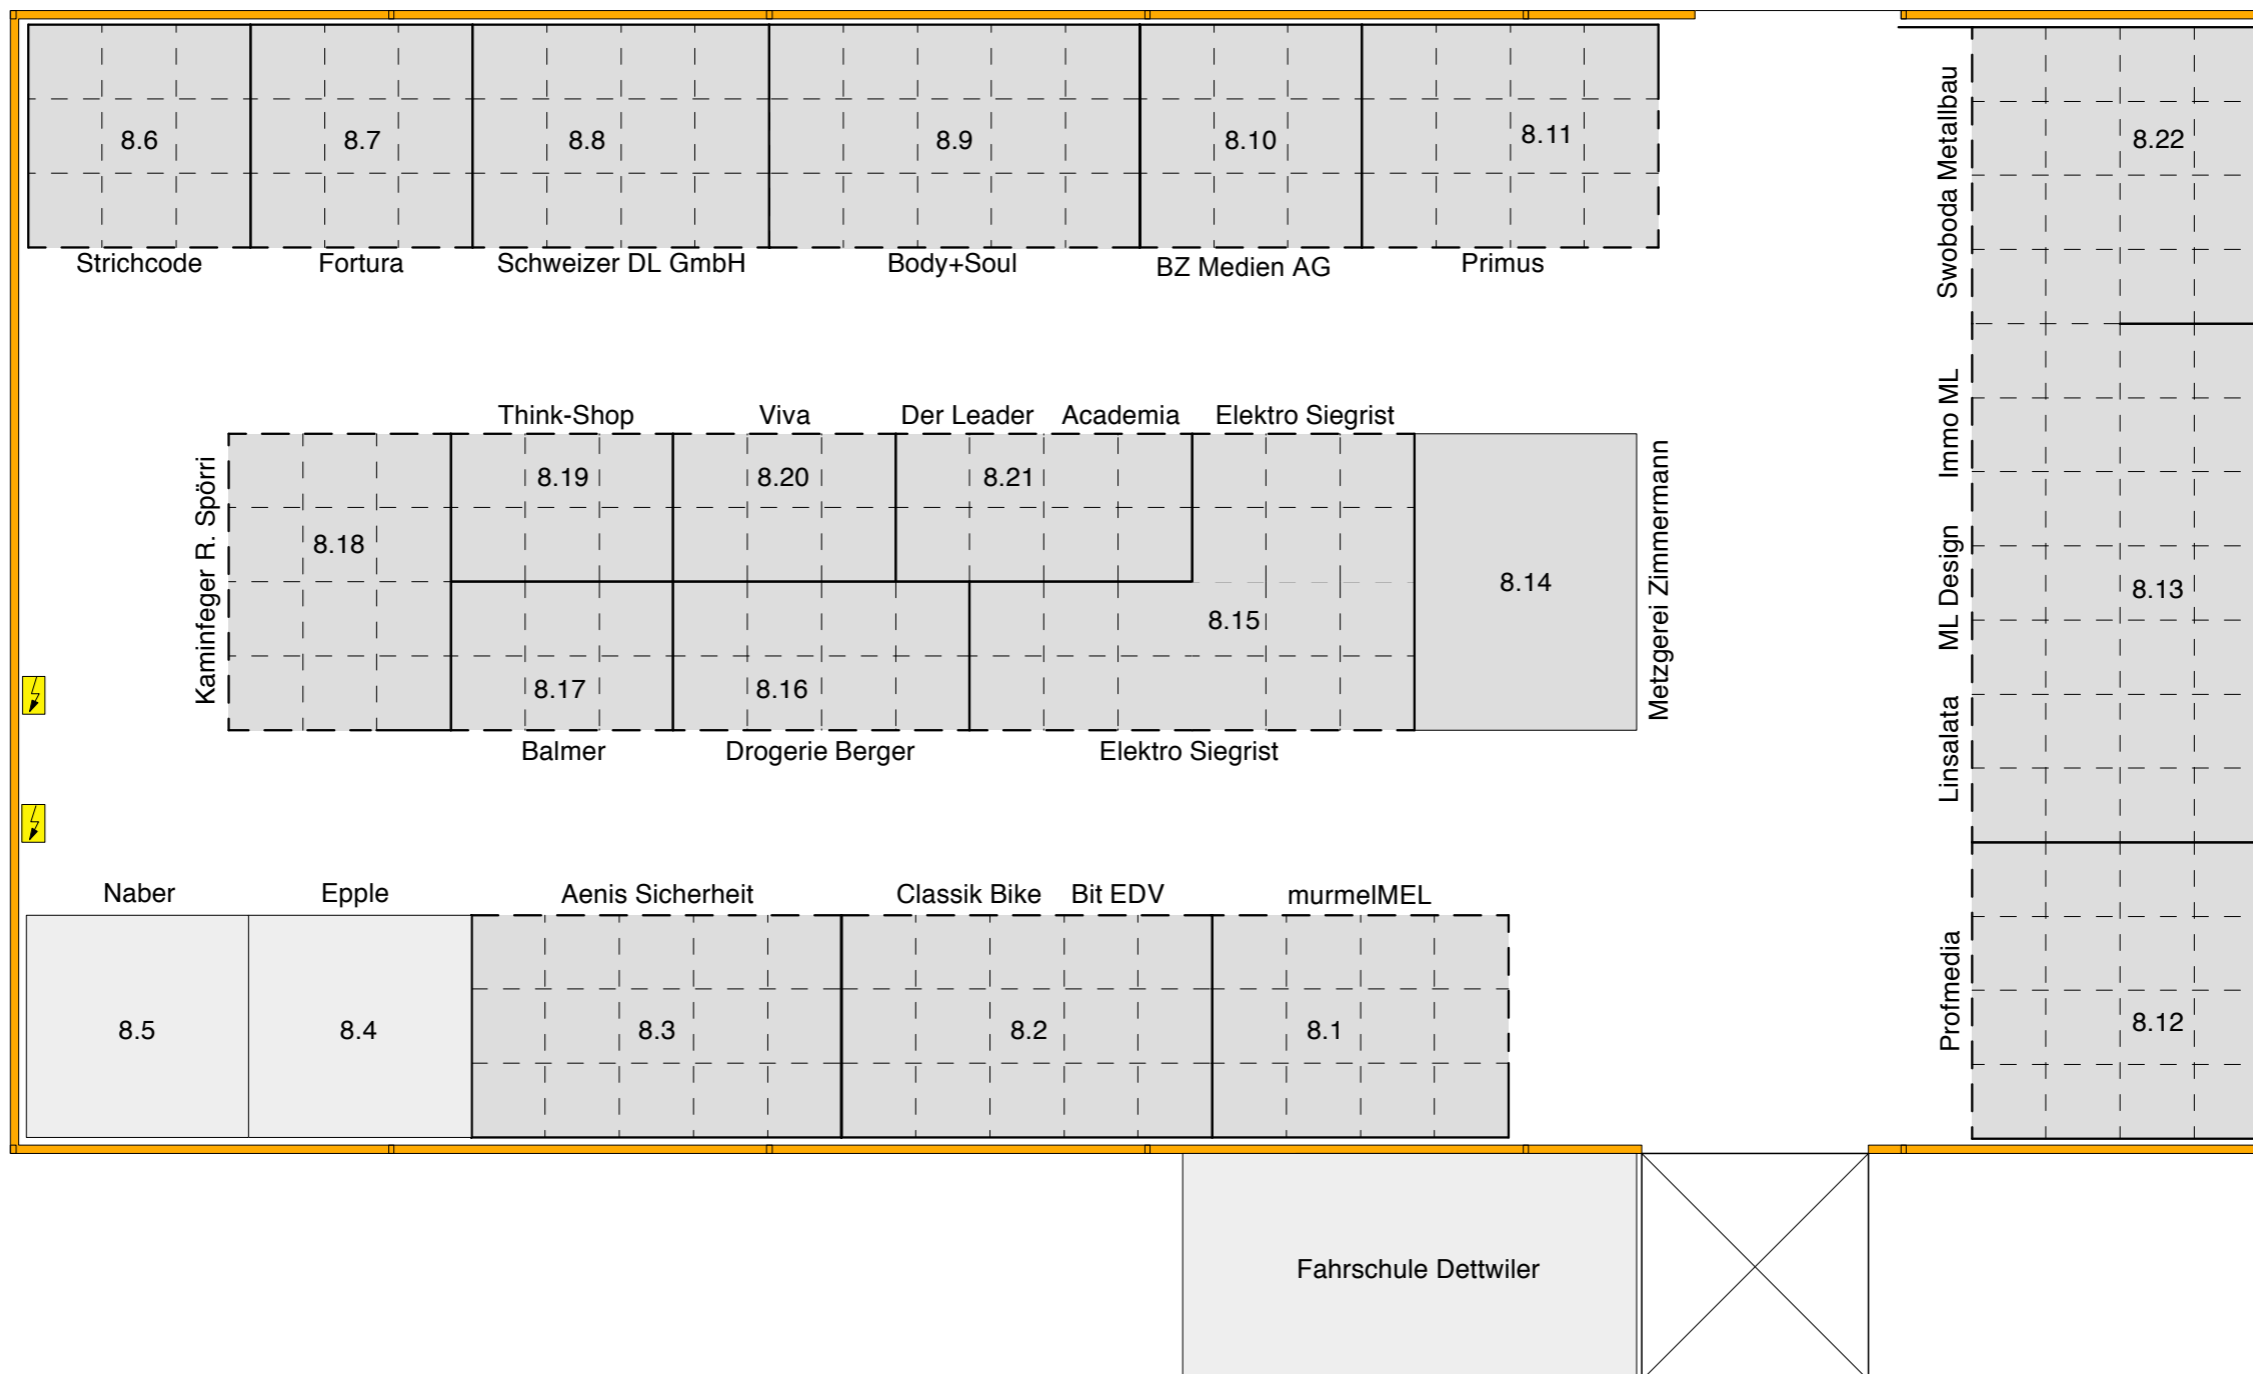 8.6
8.7
8.8
8.9
8.10
8.11
Strichcode
Fortura
Schweizer DL GmbH
Body+Soul
BZ Medien AG
Primus
Swoboda Metallbau
8.22
Think-Shop
Viva
Der Leader
Academia
Elektro Siegrist
Kaminfeger R. Spörri
8.18
8.19
8.20
8.21
8.15
8.14
Metzgerei Zimmermann
8.17
8.16
Balmer
Drogerie Berger
Elektro Siegrist
Immo ML
ML Design
Linsalata
8.13
Naber
Epple
Aenis Sicherheit
Classik Bike
Bit EDV
murmelMEL
8.5
8.4
8.3
8.2
8.1
Profmedia
8.12
Fahrschule Dettwiler